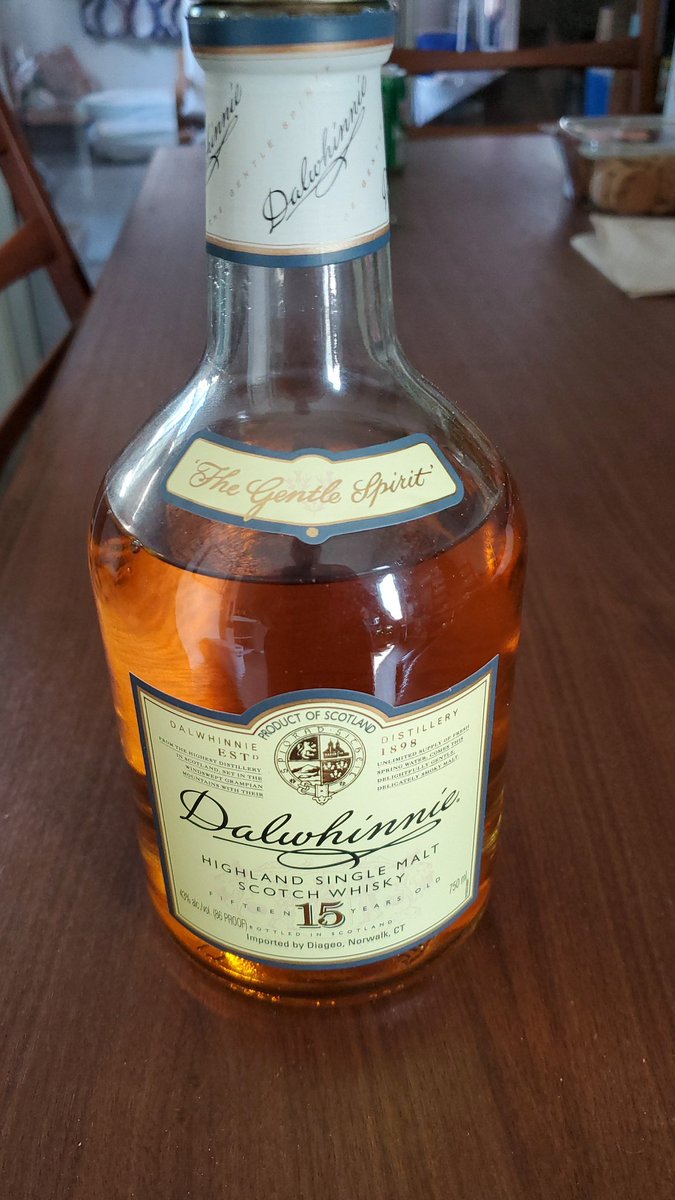 Dalwhinnie
THE GENTLE SPIRIT
'The Gentle Spirit'
PRODUCT OF SCOTLAND
DALWHINNIE
DISTILLERY
ESTD
1898
FROM THE HIGHEST DISTILLERY
IN SCOTLAND, SET IN THE
WINDSWEPT GRAMPIAN
MOUNTAINS WITH THEIR
UNLIMITED SUPPLY OF FRESH
SPRING WATER, COMES THIS
DELIGHTFULLY GENTLE,
DELICATELY SMOKY MALT.
Dalwhinnie
HIGHLAND SINGLE MALT
SCOTCH WHISKY
FIFTEEN 15 YEARS OLD
43% alc./vol. (86 PROOF)
750 ml
BOTTLED IN SCOTLAND
Imported by Diageo, Norwalk, CT